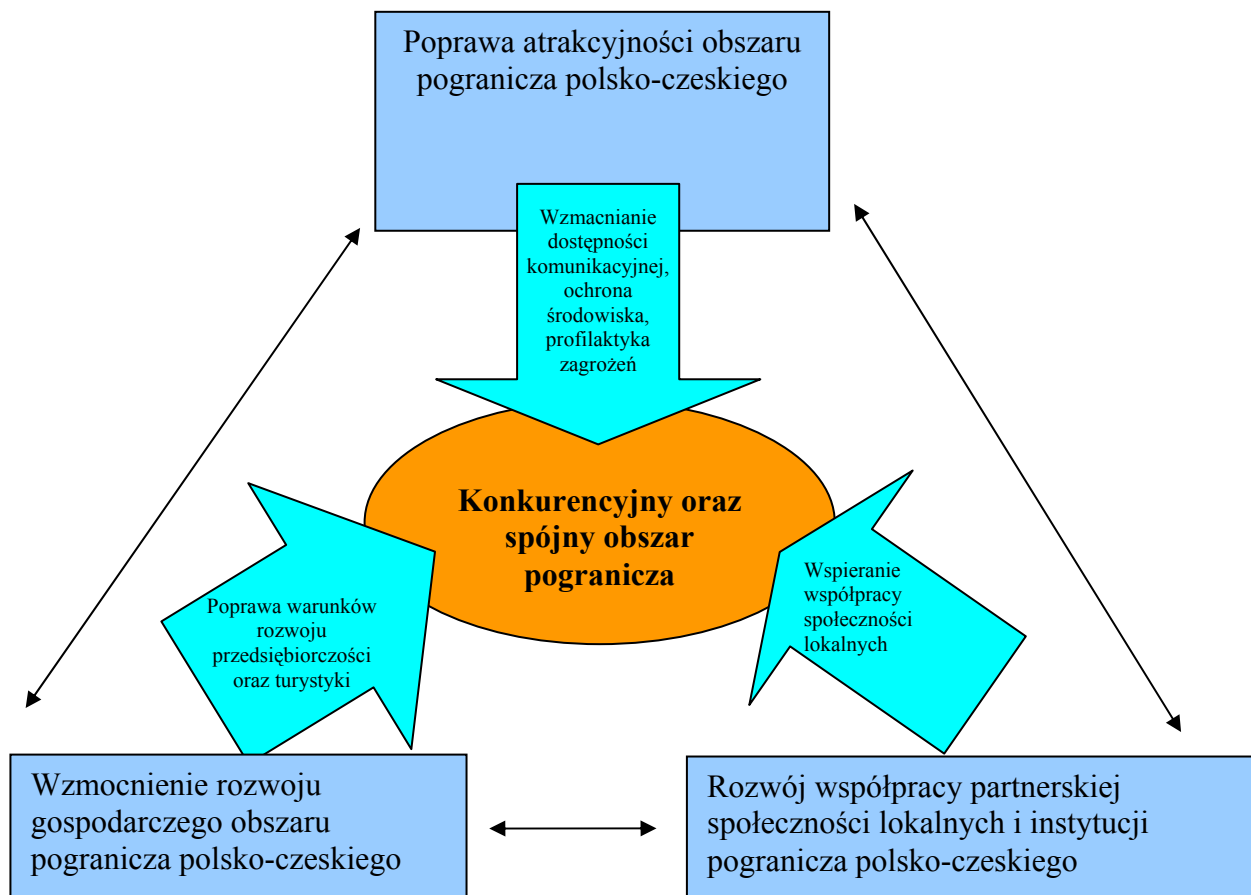 Poprawa atrakcyjności obszaru
pogranicza polsko-czeskiego
Wzmacnianie
dostępności
komunikacyjnej,
ochrona
środowiska,
profilaktyka
zagrożeń
Konkurencyjny oraz
spójny obszar
pogranicza
Poprawa warunków
rozwoju
przedsiębiorczości
oraz turystyki
Wspieranie
współpracy
społeczności
lokalnych
Wzmocnienie rozwoju
gospodarczego obszaru
pogranicza polsko-czeskiego
Rozwój współpracy partnerskiej
społeczności lokalnych i instytucji
pogranicza polsko-czeskiego